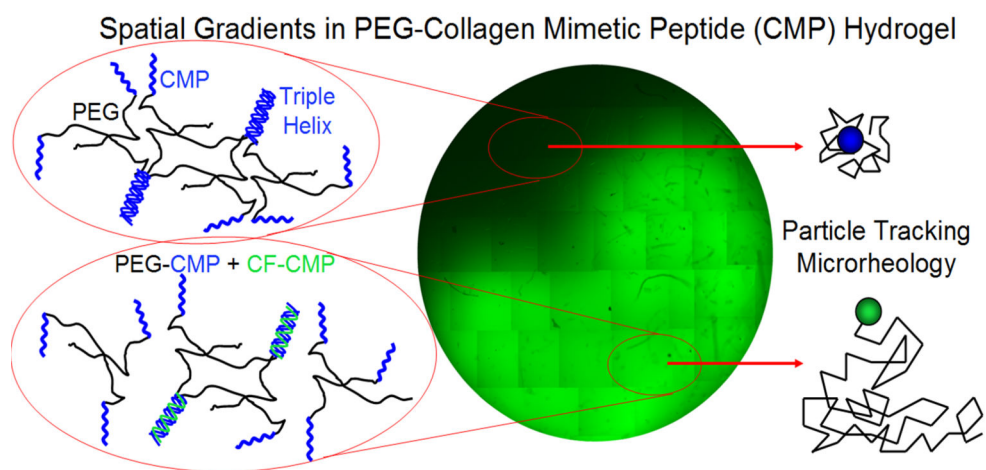 Spatial Gradients in PEG-Collagen Mimetic Peptide (CMP) Hydrogel
CMP
PEG
Triple
Helix
PEG-CMP + CF-CMP
Particle Tracking
Microrheology